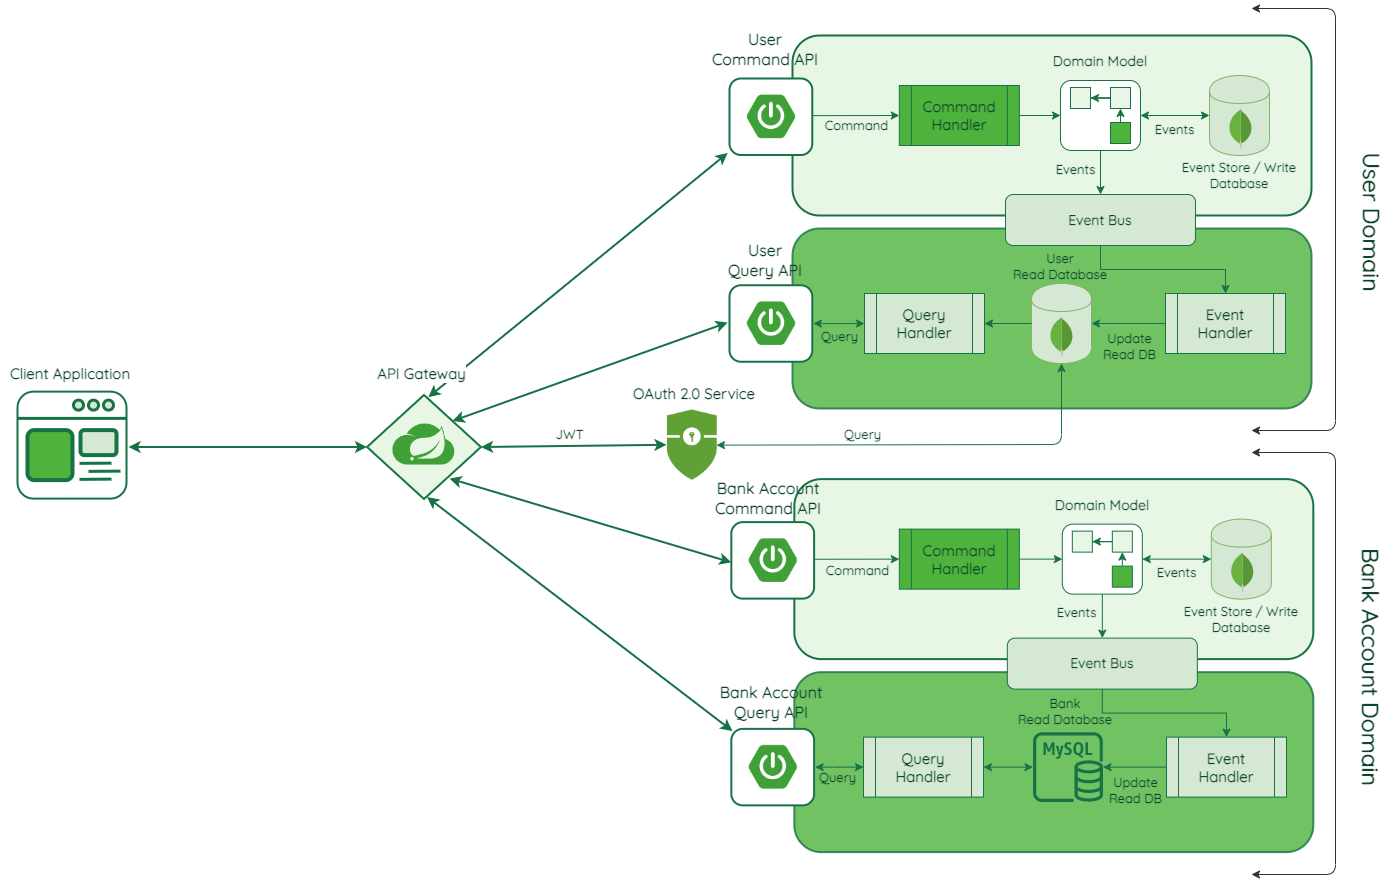 User
Command API
Domain Model
Command
Handler
Command
Events
Events
Event Store / Write
Database
Event Bus
User
Query API
User
Read Database
Query
Handler
Query
Event
Handler
Update
Read DB
User Domain
Client Application
API Gateway
OAuth 2.0 Service
JWT
Query
Bank Account
Command API
Domain Model
Command
Handler
Command
Events
Events
Event Store / Write
Database
Event Bus
Bank Account
Query API
Bank
Read Database
MySQL
Query
Handler
Query
Event
Handler
Update
Read DB
Bank Account Domain